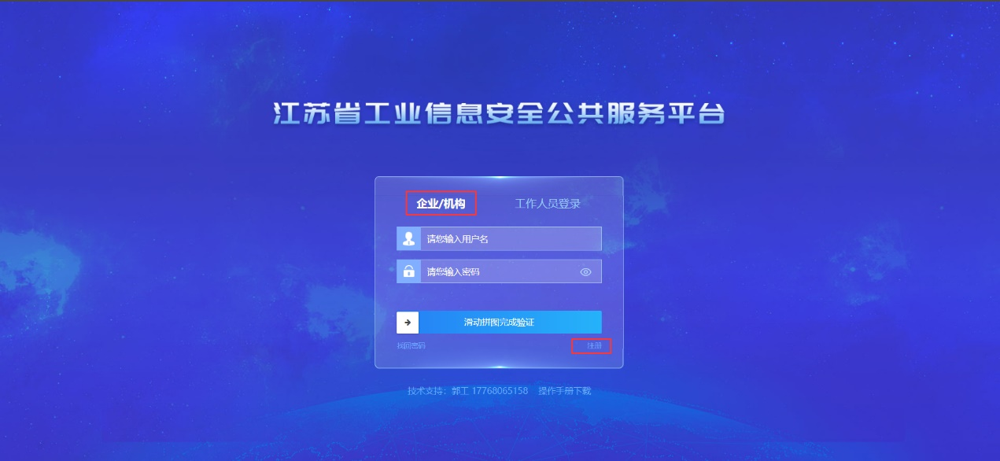 江苏省工业信息安全公共服务平台
企业/机构 工作人员登录
请您输入用户名
请您输入密码
滑动拼图完成验证
找回密码 注册
技术支持：郭工 17768065158 操作手册下载